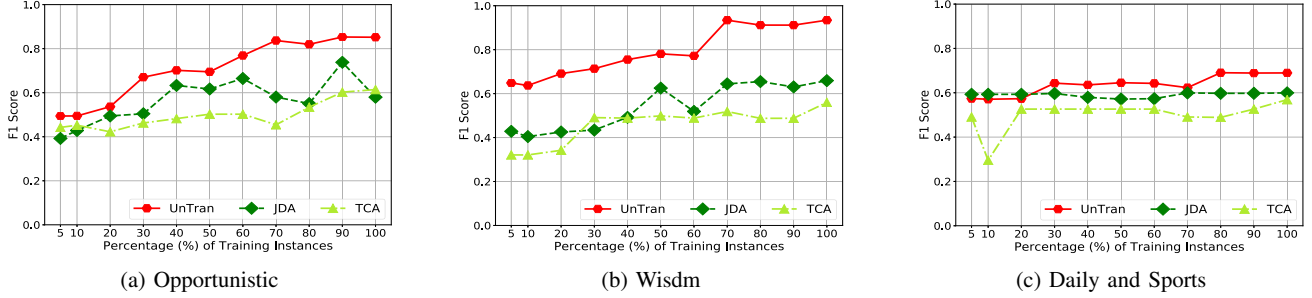 1.0
0.8
0.6
0.4
0.2
0.0
F1 Score
UnTran JDA TCA
5 10 20 30 40 50 60 70 80 90 100
Percentage (%) of Training Instances
(a) Opportunistic
1.0
0.8
0.6
0.4
0.2
0.0
F1 Score
UnTran JDA TCA
5 10 20 30 40 50 60 70 80 90 100
Percentage (%) of Training Instances
(b) Wisdm
1.0
0.8
0.6
0.4
0.2
0.0
F1 Score
UnTran JDA TCA
5 10 20 30 40 50 60 70 80 90 100
Percentage (%) of Training Instances
(c) Daily and Sports